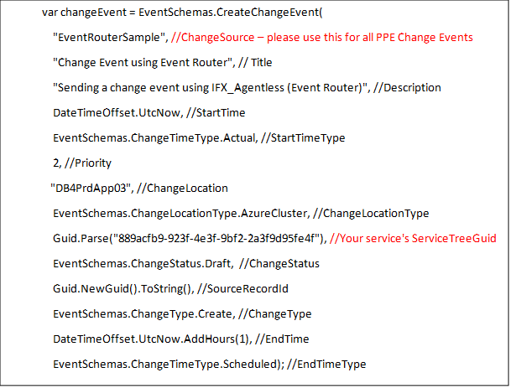 var changeEvent = EventSchemas.CreateChangeEvent(
"EventRouterSample", //ChangeSource – please use this for all PPE Change Events
"Change Event using Event Router", // Title
"Sending a change event using IFX_Agentless (Event Router)", //Description
DateTimeOffset.UtcNow, //StartTime
EventSchemas.ChangeTimeType.Actual, //StartTimeType
2, //Priority
"DB4PrdApp03", //ChangeLocation
EventSchemas.ChangeLocationType.AzureCluster, //ChangeLocationType
Guid.Parse("889acfb9-923f-4e3f-9bf2-2a3f9d95fe4f"), //Your service's ServiceTreeGuid
EventSchemas.ChangeStatus.Draft, //ChangeStatus
Guid.NewGuid().ToString(), //SourceRecordId
EventSchemas.ChangeType.Create, //ChangeType
DateTimeOffset.UtcNow.AddHours(1), //EndTime
EventSchemas.ChangeTimeType.Scheduled); //EndTimeType